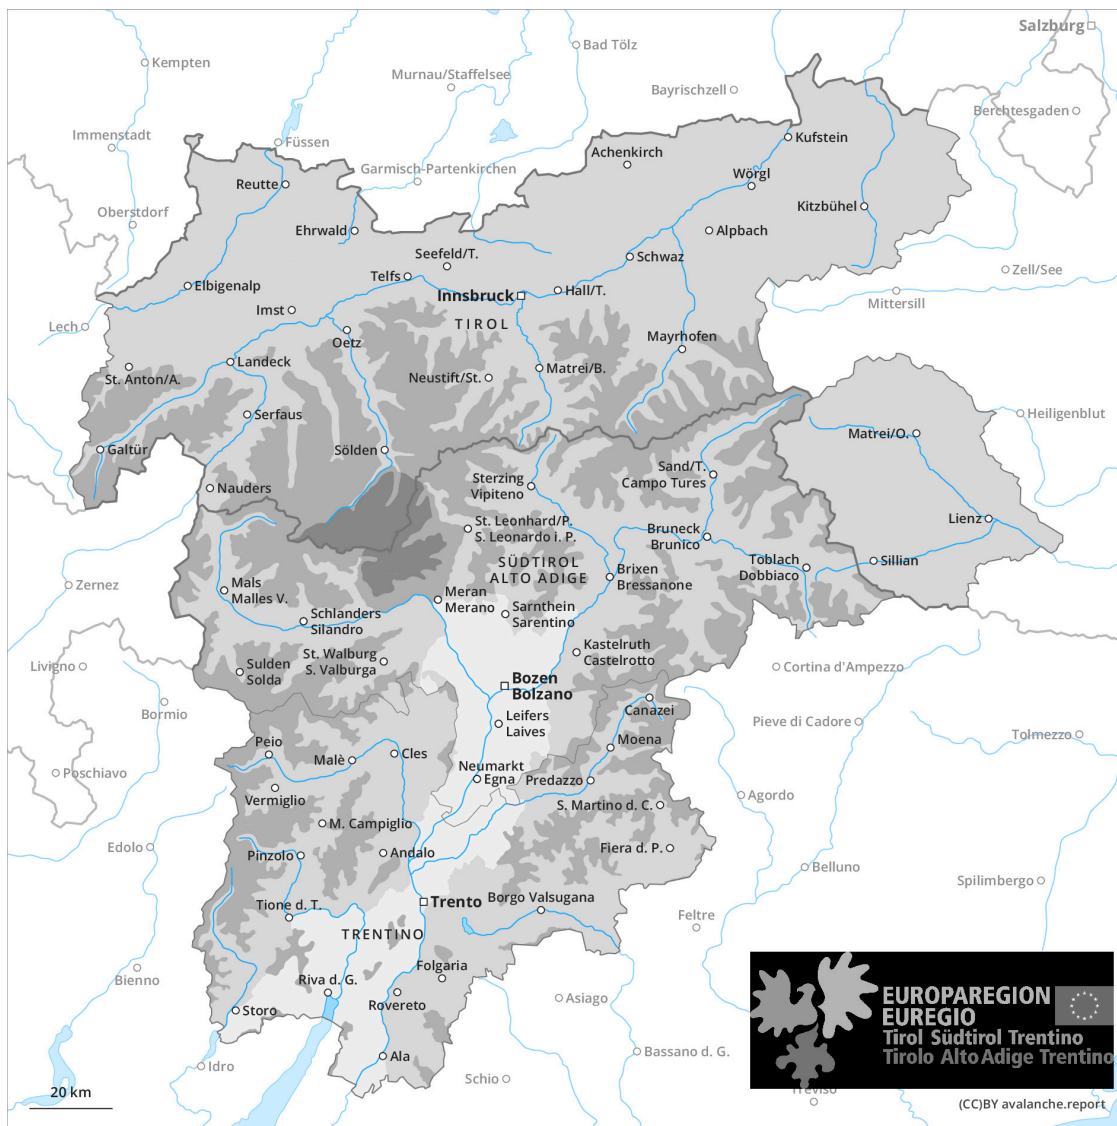 Salzburg
Bad Tölz
Kempten
Murnau/Staffelsee
Bayrischzell
Berchtesgaden
Immenstadt
Füssen
Kufstein
Achenkirch
Garmisch-Partenkirchen
Wörgl
Reutte
Kitzbühel
Oberstdorf
Ehrwald
Alpbach
Seefeld/T.
Schwaz
Telfs
Zell/See
Elbigenalp
Innsbruck
Hall/T.
Mittersill
Imst
TIROL
Lech
Oetz
Mayrhofen
Landeck
Matrei/B.
St. Anton/A.
Neustift/St.
Serfaus
Heiligenblut
Matrei/O.
Galtür
Sölden
Sterzing
Vipiteno
Sand/T.
Campo Tures
Nauders
St. Leonhard/P.
S. Leonardo i. P.
Lienz
Bruneck
Brunico
SÜDTIROL
ALTO ADIGE
Toblach
Dobbiaco
Sillian
Brixen
Bressanone
Zernez
Mals
Malles V.
Meran
Merano
Schlanders
Silandro
Sarnthein
Sarentino
St. Walburg
S. Valburga
Kastelruth
Castelrotto
Livigno
Sulden
Solda
Cortina d'Ampezzo
Bozen
Bolzano
Bormio
Canazei
Leifers
Laives
Pieve di Cadore
Tolmezzo
Peio
Malè
Cles
Moena
Poschiavo
Neumarkt
Egna
Predazzo
Vermiglio
S. Martino d. C.
Agordo
M. Campiglio
Edolo
Pinzolo
Andalo
Fiera d. P.
Belluno
Spilimbergo
Tione d. T.
Trento
Borgo Valsugana
Feltre
TRENTINO
Bienno
Folgaria
Riva d. G.
Rovereto
Asiago
Storo
EUROPAREGION
EUREGIO
Tirol Südtirol Trentino
Tirolo Alto Adige Trentino
Ala
Bassano d. G.
Idro
Schio
Treviso
20 km
(CC)BY avalanche.report